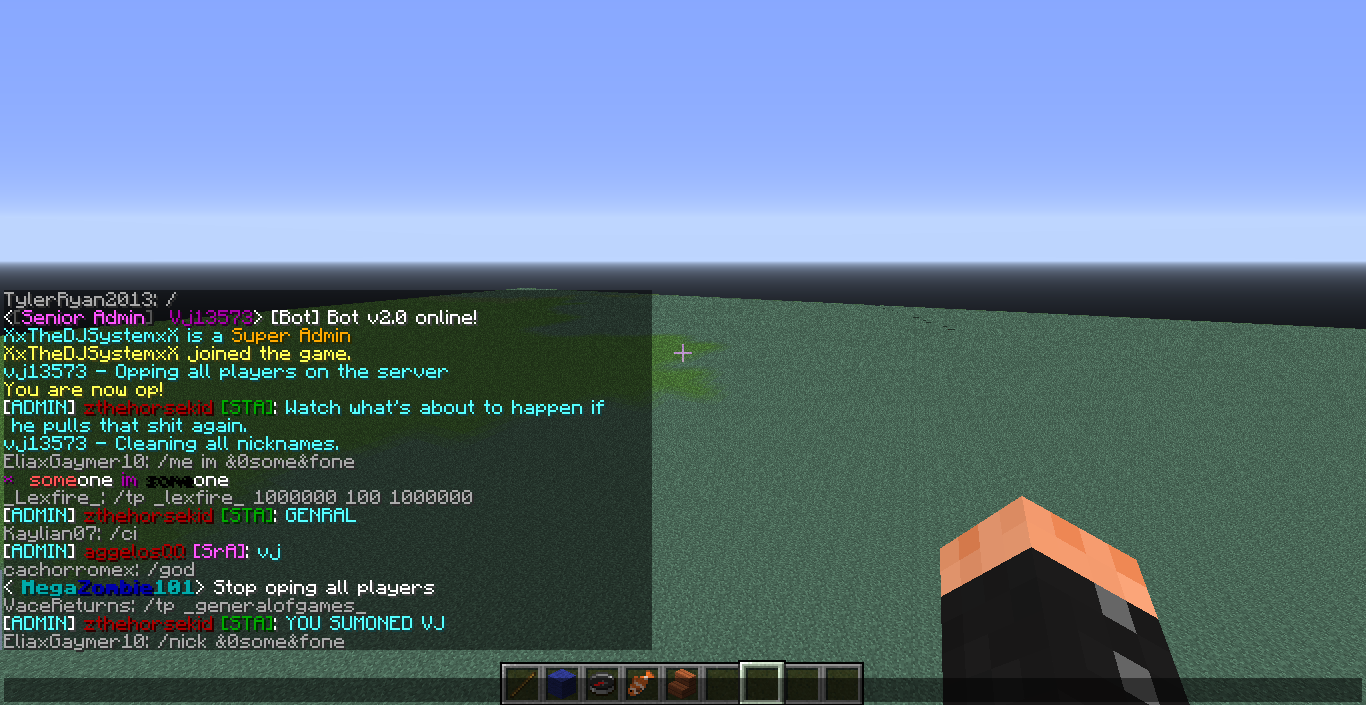 TylerRyan2013: /
<[Senior Admin] Vj13573> [Bot] Bot v2.0 online!
XxTheDJSystemxX is a Super Admin
XxTheDJSystemxX joined the game.
vj13573 - Opping all players on the server
You are now op!
[ADMIN] zthehorsekid [STA]: Watch what's about to happen if
he pulls that shit again.
vj13573 - Cleaning all nicknames.
EliaxGaymer10: /me im &0some&fone
* someone im someone
_Lexfire_: /tp _lexfire_ 1000000 100 1000000
[ADMIN] zthehorsekid [STA]: GENRAL
Kaylian07: /ci
[ADMIN] aggelosQQ [SrA]: vj
cachorromex: /god
< MegaZombie101> Stop oping all players
VaceReturns: /tp _generalofgames_
[ADMIN] zthehorsekid [STA]: YOU SUMONED VJ
EliaxGaymer10: /nick &0some&fone